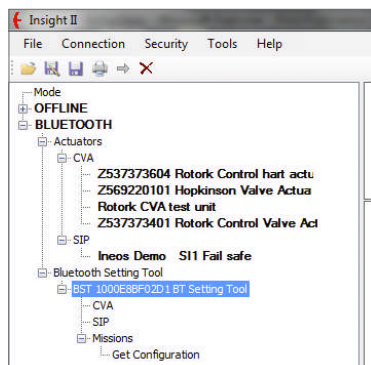 Insight II
File Connection Security Tools Help
Mode
OFFLINE
BLUETOOTH
Actuators
CVA
Z537373604 Rotork Control hart actu
Z569220101 Hopkinson Valve Actua
Rotork CVA test unit
Z537373401 Rotork Control Valve Act
SIP
Ineos Demo SI1 Fail safe
Bluetooth Setting Tool
BST 1000E8BF02D1 BT Setting Tool
CVA
SIP
Missions
Get Configuration